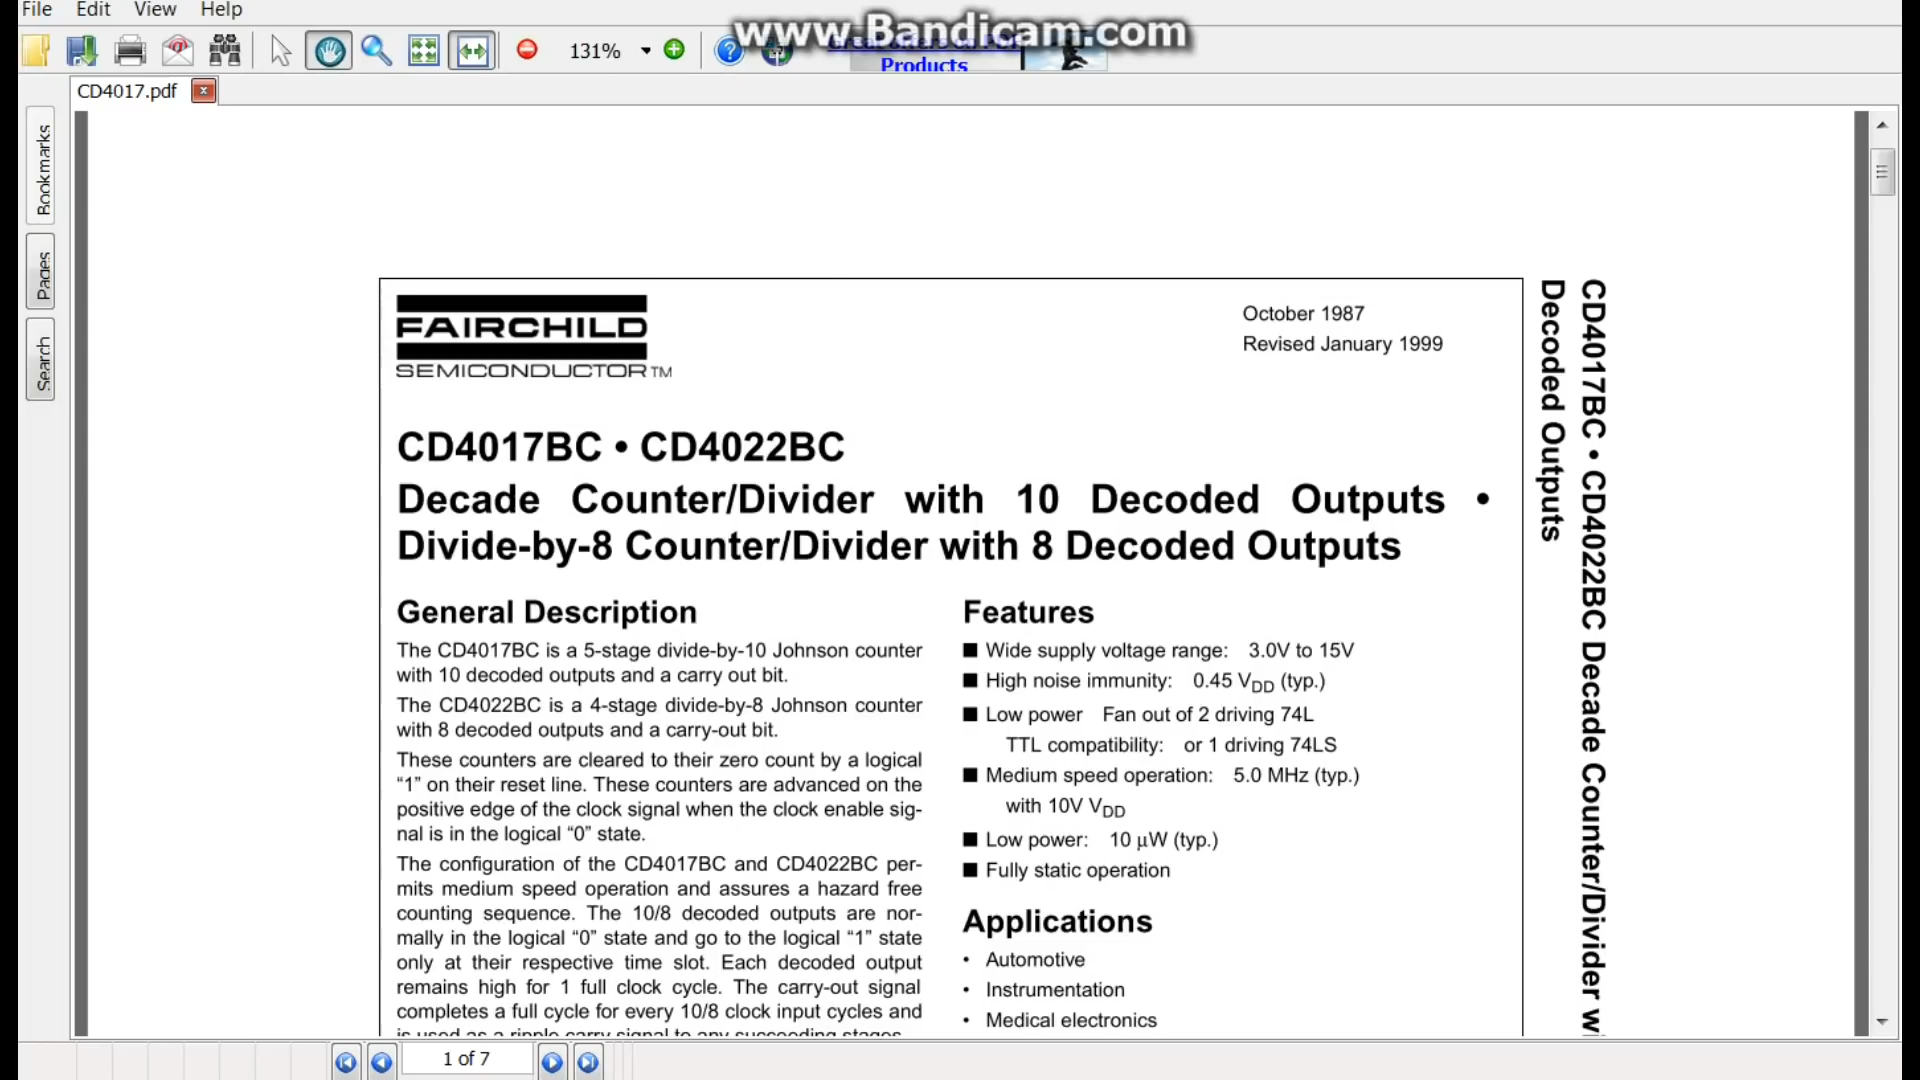 File Edit View Help
www.Bandicam.com
131%
Products
CD4017.pdf x
Bookmarks
Pages
Search
FAIRCHILD
SEMICONDUCTOR™
October 1987
Revised January 1999
CD4017BC • CD4022BC
Decade Counter/Divider with 10 Decoded Outputs •
Divide-by-8 Counter/Divider with 8 Decoded Outputs
General Description
The CD4017BC is a 5-stage divide-by-10 Johnson counter
with 10 decoded outputs and a carry out bit.
The CD4022BC is a 4-stage divide-by-8 Johnson counter
with 8 decoded outputs and a carry-out bit.
These counters are cleared to their zero count by a logical
“1” on their reset line. These counters are advanced on the
positive edge of the clock signal when the clock enable sig-
nal is in the logical “0” state.
The configuration of the CD4017BC and CD4022BC per-
mits medium speed operation and assures a hazard free
counting sequence. The 10/8 decoded outputs are nor-
mally in the logical “0” state and go to the logical “1” state
only at their respective time slot. Each decoded output
remains high for 1 full clock cycle. The carry-out signal
completes a full cycle for every 10/8 clock input cycles and
is used as a ripple carry signal to any succeeding stages.
Features
■ Wide supply voltage range: 3.0V to 15V
■ High noise immunity: 0.45 VDD (typ.)
■ Low power Fan out of 2 driving 74L
TTL compatibility: or 1 driving 74LS
■ Medium speed operation: 5.0 MHz (typ.)
with 10V VDD
■ Low power: 10 μW (typ.)
■ Fully static operation
Applications
• Automotive
• Instrumentation
• Medical electronics
CD4017BC • CD4022BC Decade Counter/Divider w
Decoded Outputs
1 of 7